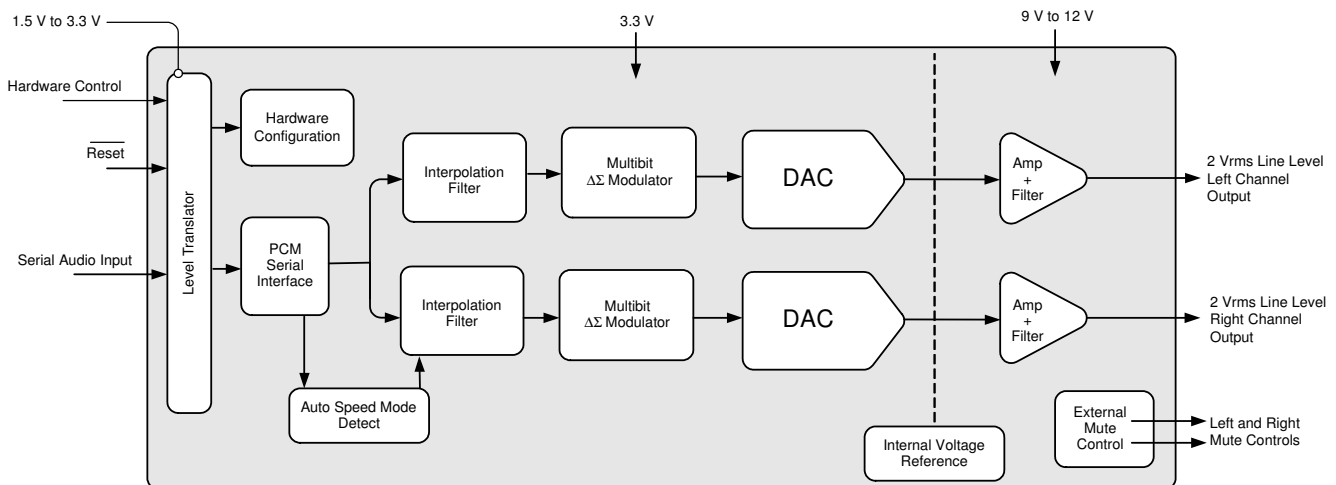 1.5 V to 3.3 V
3.3 V
9 V to 12 V
Hardware Control
Reset
Serial Audio Input
Level Translator
Hardware
Configuration
PCM
Serial
Interface
Auto Speed Mode
Detect
Interpolation
Filter
Multibit
ΔΣ Modulator
DAC
Amp
+
Filter
2 Vrms Line Level
Left Channel
Output
Interpolation
Filter
Multibit
ΔΣ Modulator
DAC
Amp
+
Filter
2 Vrms Line Level
Right Channel
Output
Internal Voltage
Reference
External
Mute
Control
Left and Right
Mute Controls